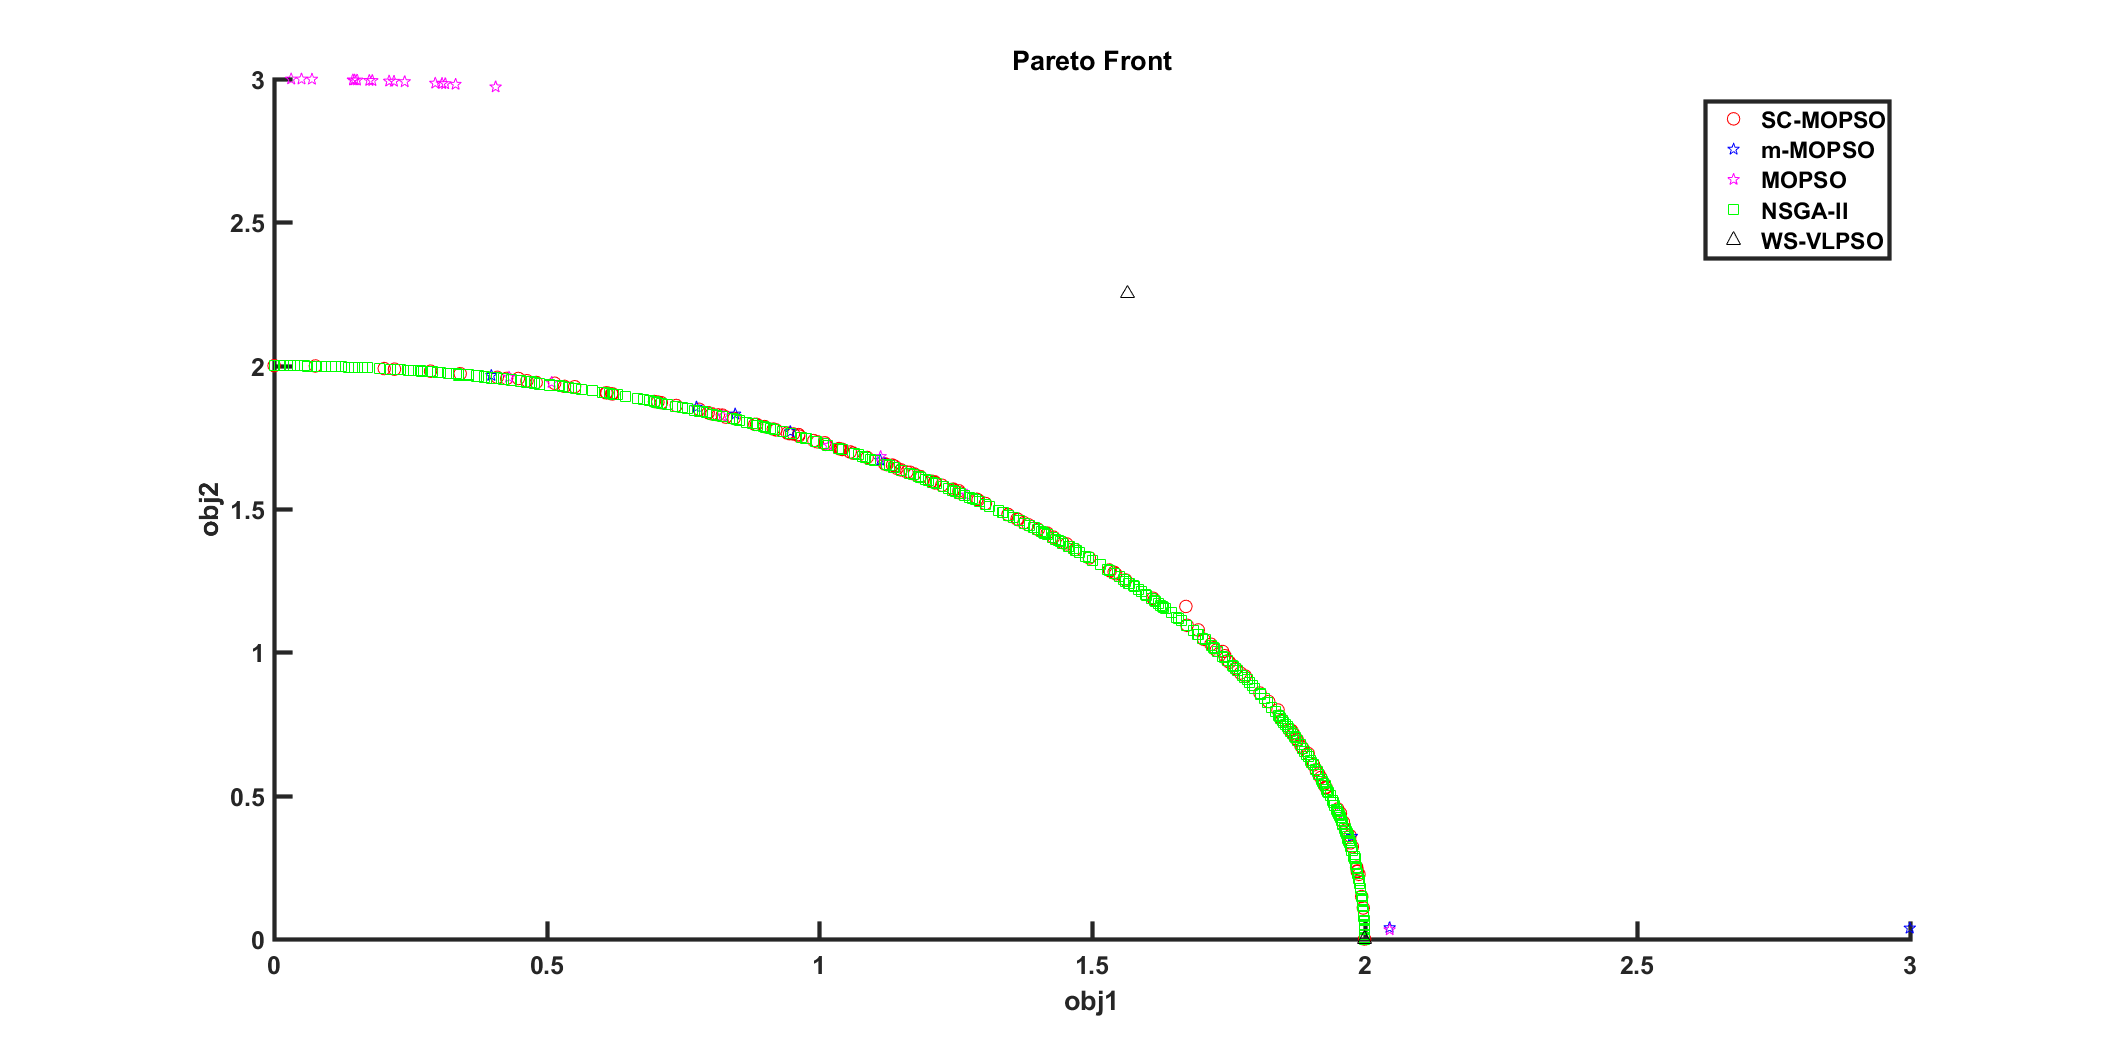 Pareto Front
SC-MOPSO
m-MOPSO
MOPSO
NSGA-II
WS-VLPSO
3
2.5
2
1.5
1
0.5
0
obj2
0 0.5 1 1.5 2 2.5 3
obj1